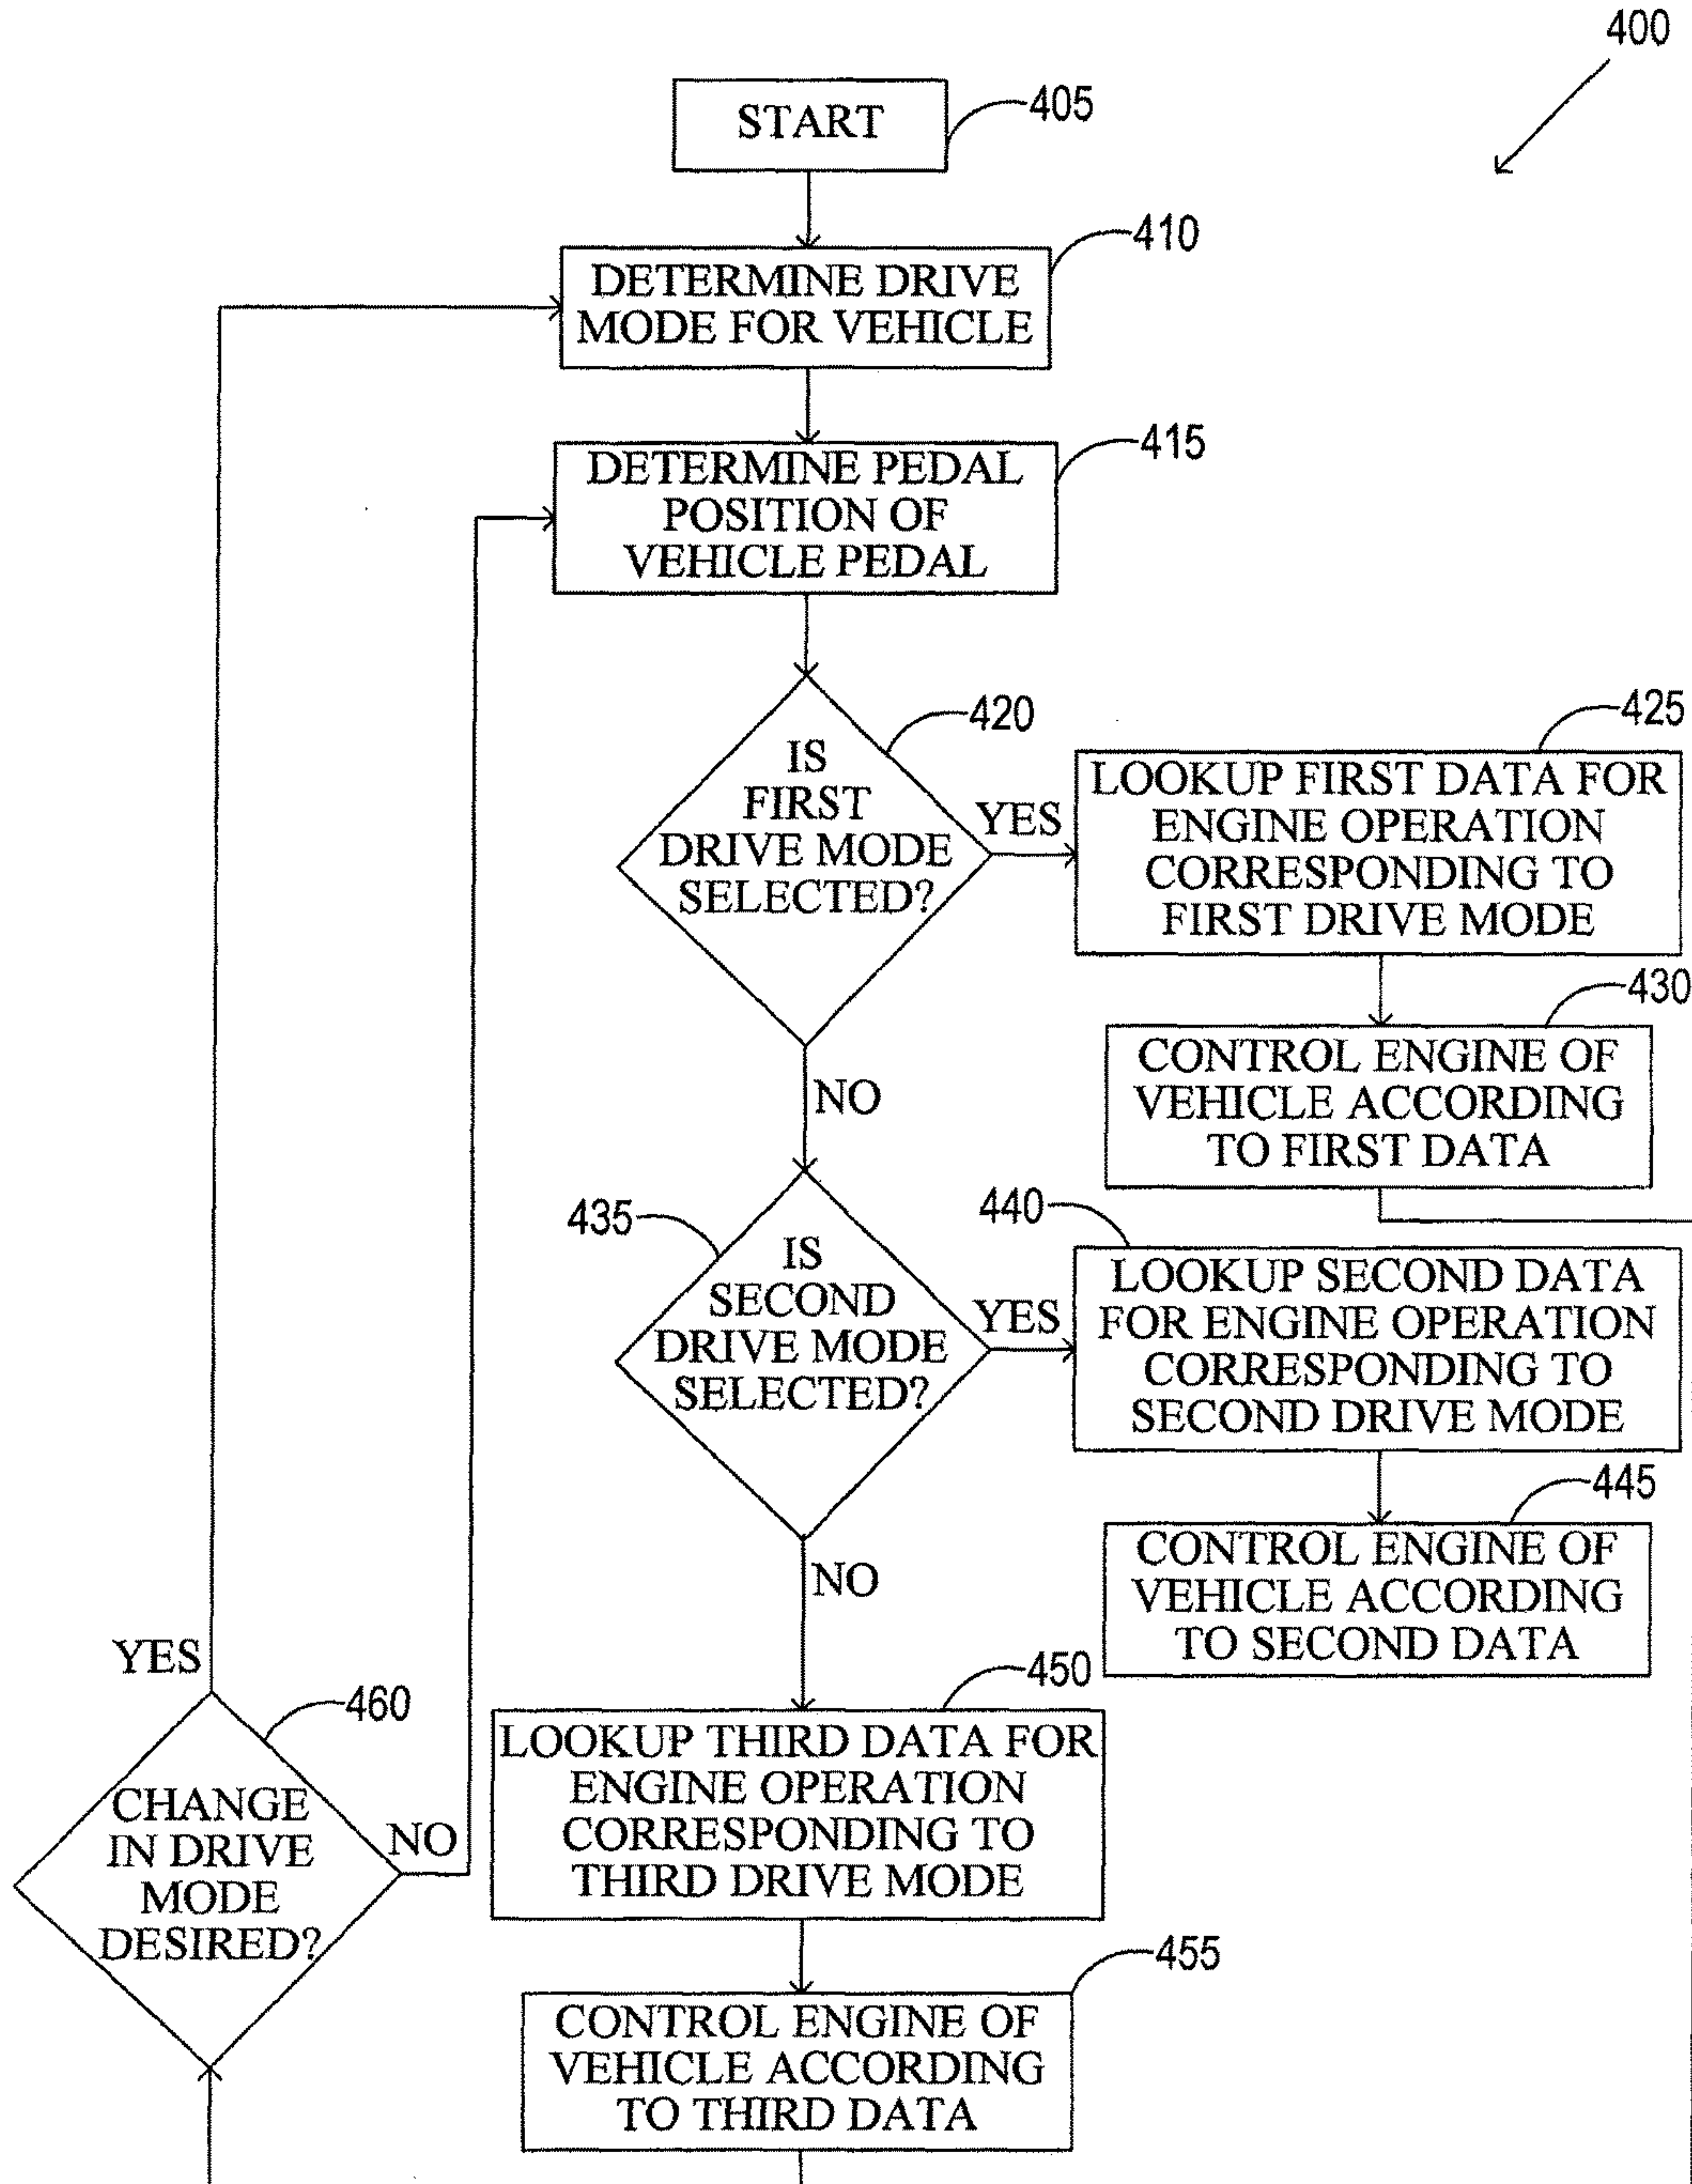 400
START
405
410
DETERMINE DRIVE
MODE FOR VEHICLE
415
DETERMINE PEDAL
POSITION OF
VEHICLE PEDAL
420
IS
FIRST
DRIVE MODE
SELECTED?
YES
425
LOOKUP FIRST DATA FOR
ENGINE OPERATION
CORRESPONDING TO
FIRST DRIVE MODE
430
CONTROL ENGINE OF
VEHICLE ACCORDING
TO FIRST DATA
NO
435
IS
SECOND
DRIVE MODE
SELECTED?
YES
440
LOOKUP SECOND DATA
FOR ENGINE OPERATION
CORRESPONDING TO
SECOND DRIVE MODE
445
CONTROL ENGINE OF
VEHICLE ACCORDING
TO SECOND DATA
NO
450
LOOKUP THIRD DATA FOR
ENGINE OPERATION
CORRESPONDING TO
THIRD DRIVE MODE
455
CONTROL ENGINE OF
VEHICLE ACCORDING
TO THIRD DATA
YES
460
CHANGE
IN DRIVE
MODE
DESIRED?
NO